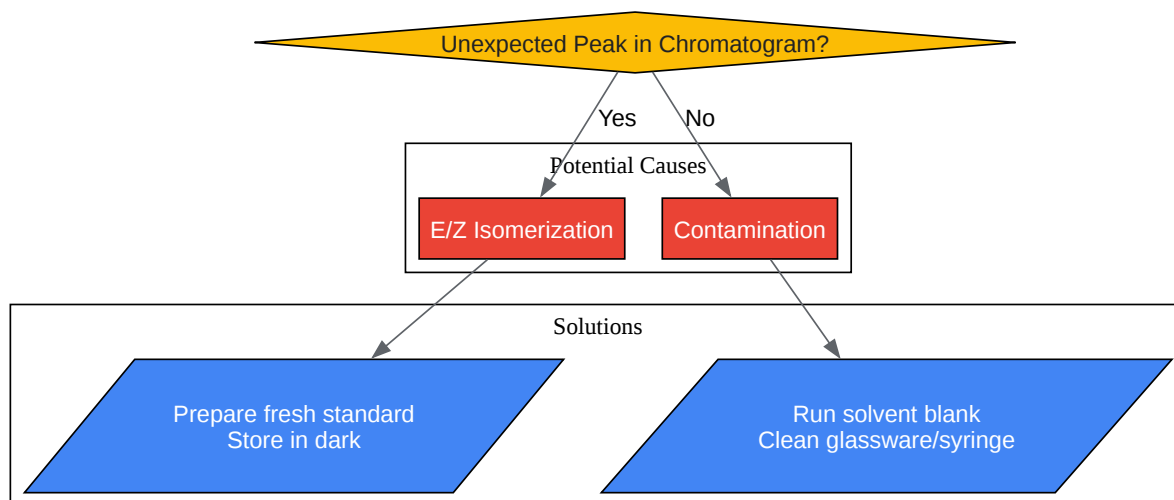 Unexpected Peak in Chromatogram?
Yes
No
Potential Causes
E/Z Isomerization
Contamination
Solutions
Prepare fresh standard
Store in dark
Run solvent blank
Clean glassware/syringe